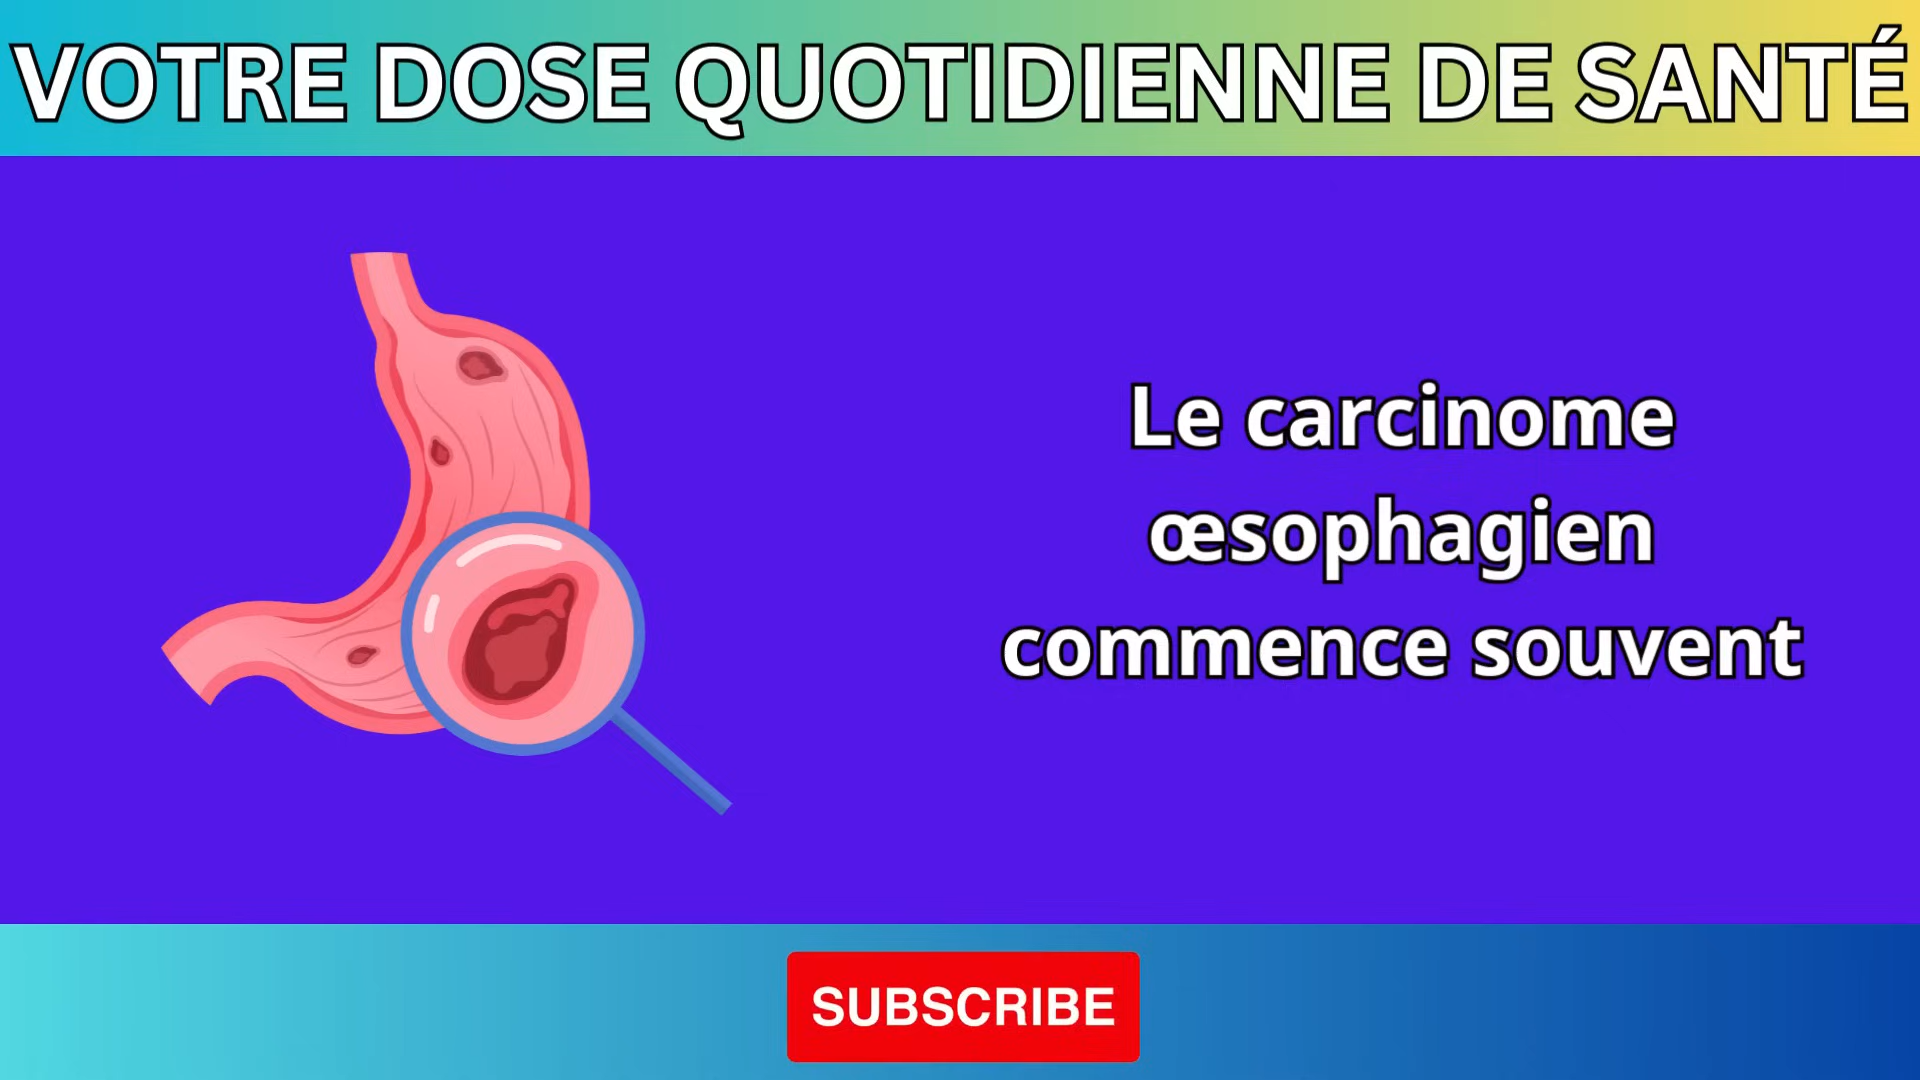 VOTRE DOSE QUOTIDIENNE DE SANTÉ
Le carcinome
œsophagien
commence souvent
SUBSCRIBE